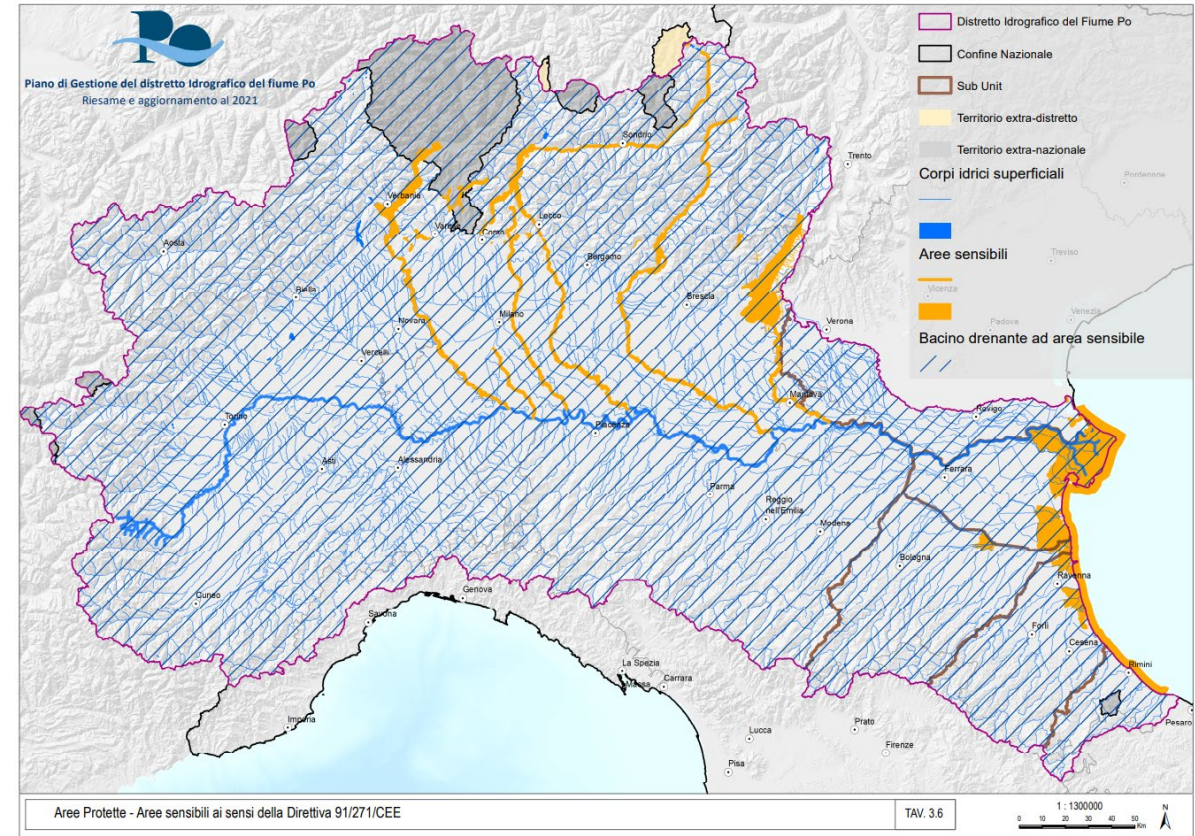 Po
Piano di Gestione del distretto Idrografico del fiume Po
Riesame e aggiornamento al 2021
Distretto Idrografico del Fiume Po
Confine Nazionale
Sub Unit
Territorio extra-distretto
Territorio extra-nazionale
Corpi idrici superficiali
Aree sensibili
Bacino drenante ad area sensibile
Sondrio
Trento
Pordenone
Verbania
Lecco
Varese
Como
Aosta
Bergamo
Treviso
Biella
Brescia
Vicenza
Milano
Novara
Verona
Padova
Venezia
Vercelli
Mantova
Rovigo
Torino
Piacenza
Asti
Alessandria
Ferrara
Parma
Reggio
nell'Emilia
Modena
Bologna
Ravenna
Cuneo
Genova
Savona
Forlì
Cesena
La Spezia
Rimini
Massa
Carrara
Imperia
Pesaro
Lucca
Prato
Firenze
Pisa
Aree Protette - Aree sensibili ai sensi della Direttiva 91/271/CEE
TAV. 3.6
1 : 1300000
0 10 20 30 40 50
Km
N